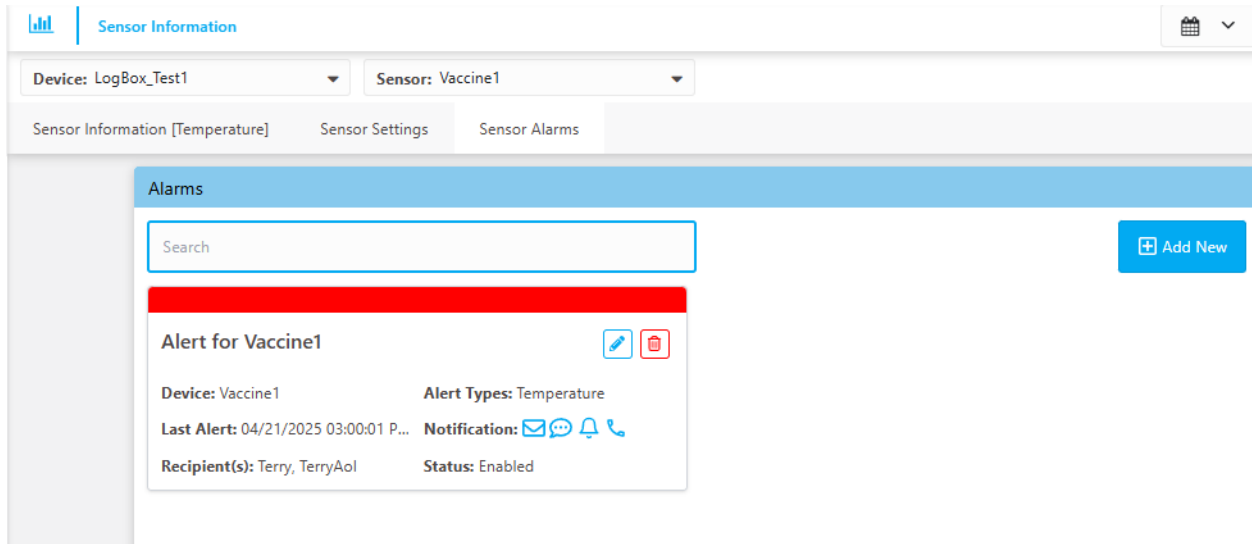 Sensor Information
Device: LogBox_Test1 Sensor: Vaccine1
Sensor Information [Temperature] Sensor Settings Sensor Alarms
Alarms
Search Add New
Alert for Vaccine1
Device: Vaccine1 Alert Types: Temperature
Last Alert: 04/21/2025 03:00:01 P... Notification:
Recipient(s): Terry, TerryAol Status: Enabled